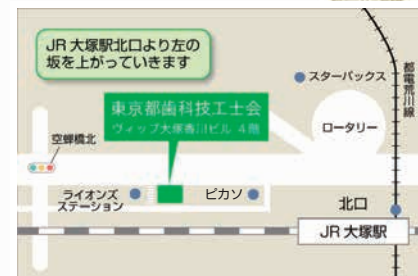 JR 大塚駅北口より左の
坂を上がっていきます
都電荒川線
スターバックス
東京都歯科技工士会
ヴィップ大塚香川ビル 4階
ロータリー
空蝉橋北
ライオンズ
ステーション
ピカソ
北口
JR 大塚駅